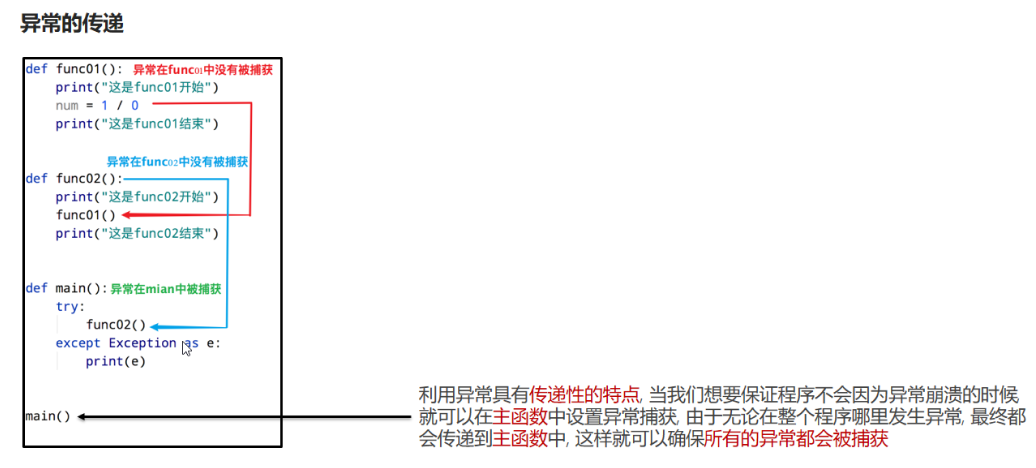 异常的传递
def func01(): 异常在func01中没有被捕获
print("这是func01开始")
num = 1 / 0
print("这是func01结束")
异常在func02中没有被捕获
def func02():
print("这是func02开始")
func01()
print("这是func02结束")
def main(): 异常在mian中被捕获
try:
func02()
except Exception as e:
print(e)
main()
利用异常具有传递性的特点, 当我们想要保证程序不会因为异常崩溃的时候
就可以在主函数中设置异常捕获, 由于无论在整个程序哪里发生异常, 最终都
会传递到主函数中, 这样就可以确保所有的异常都会被捕获